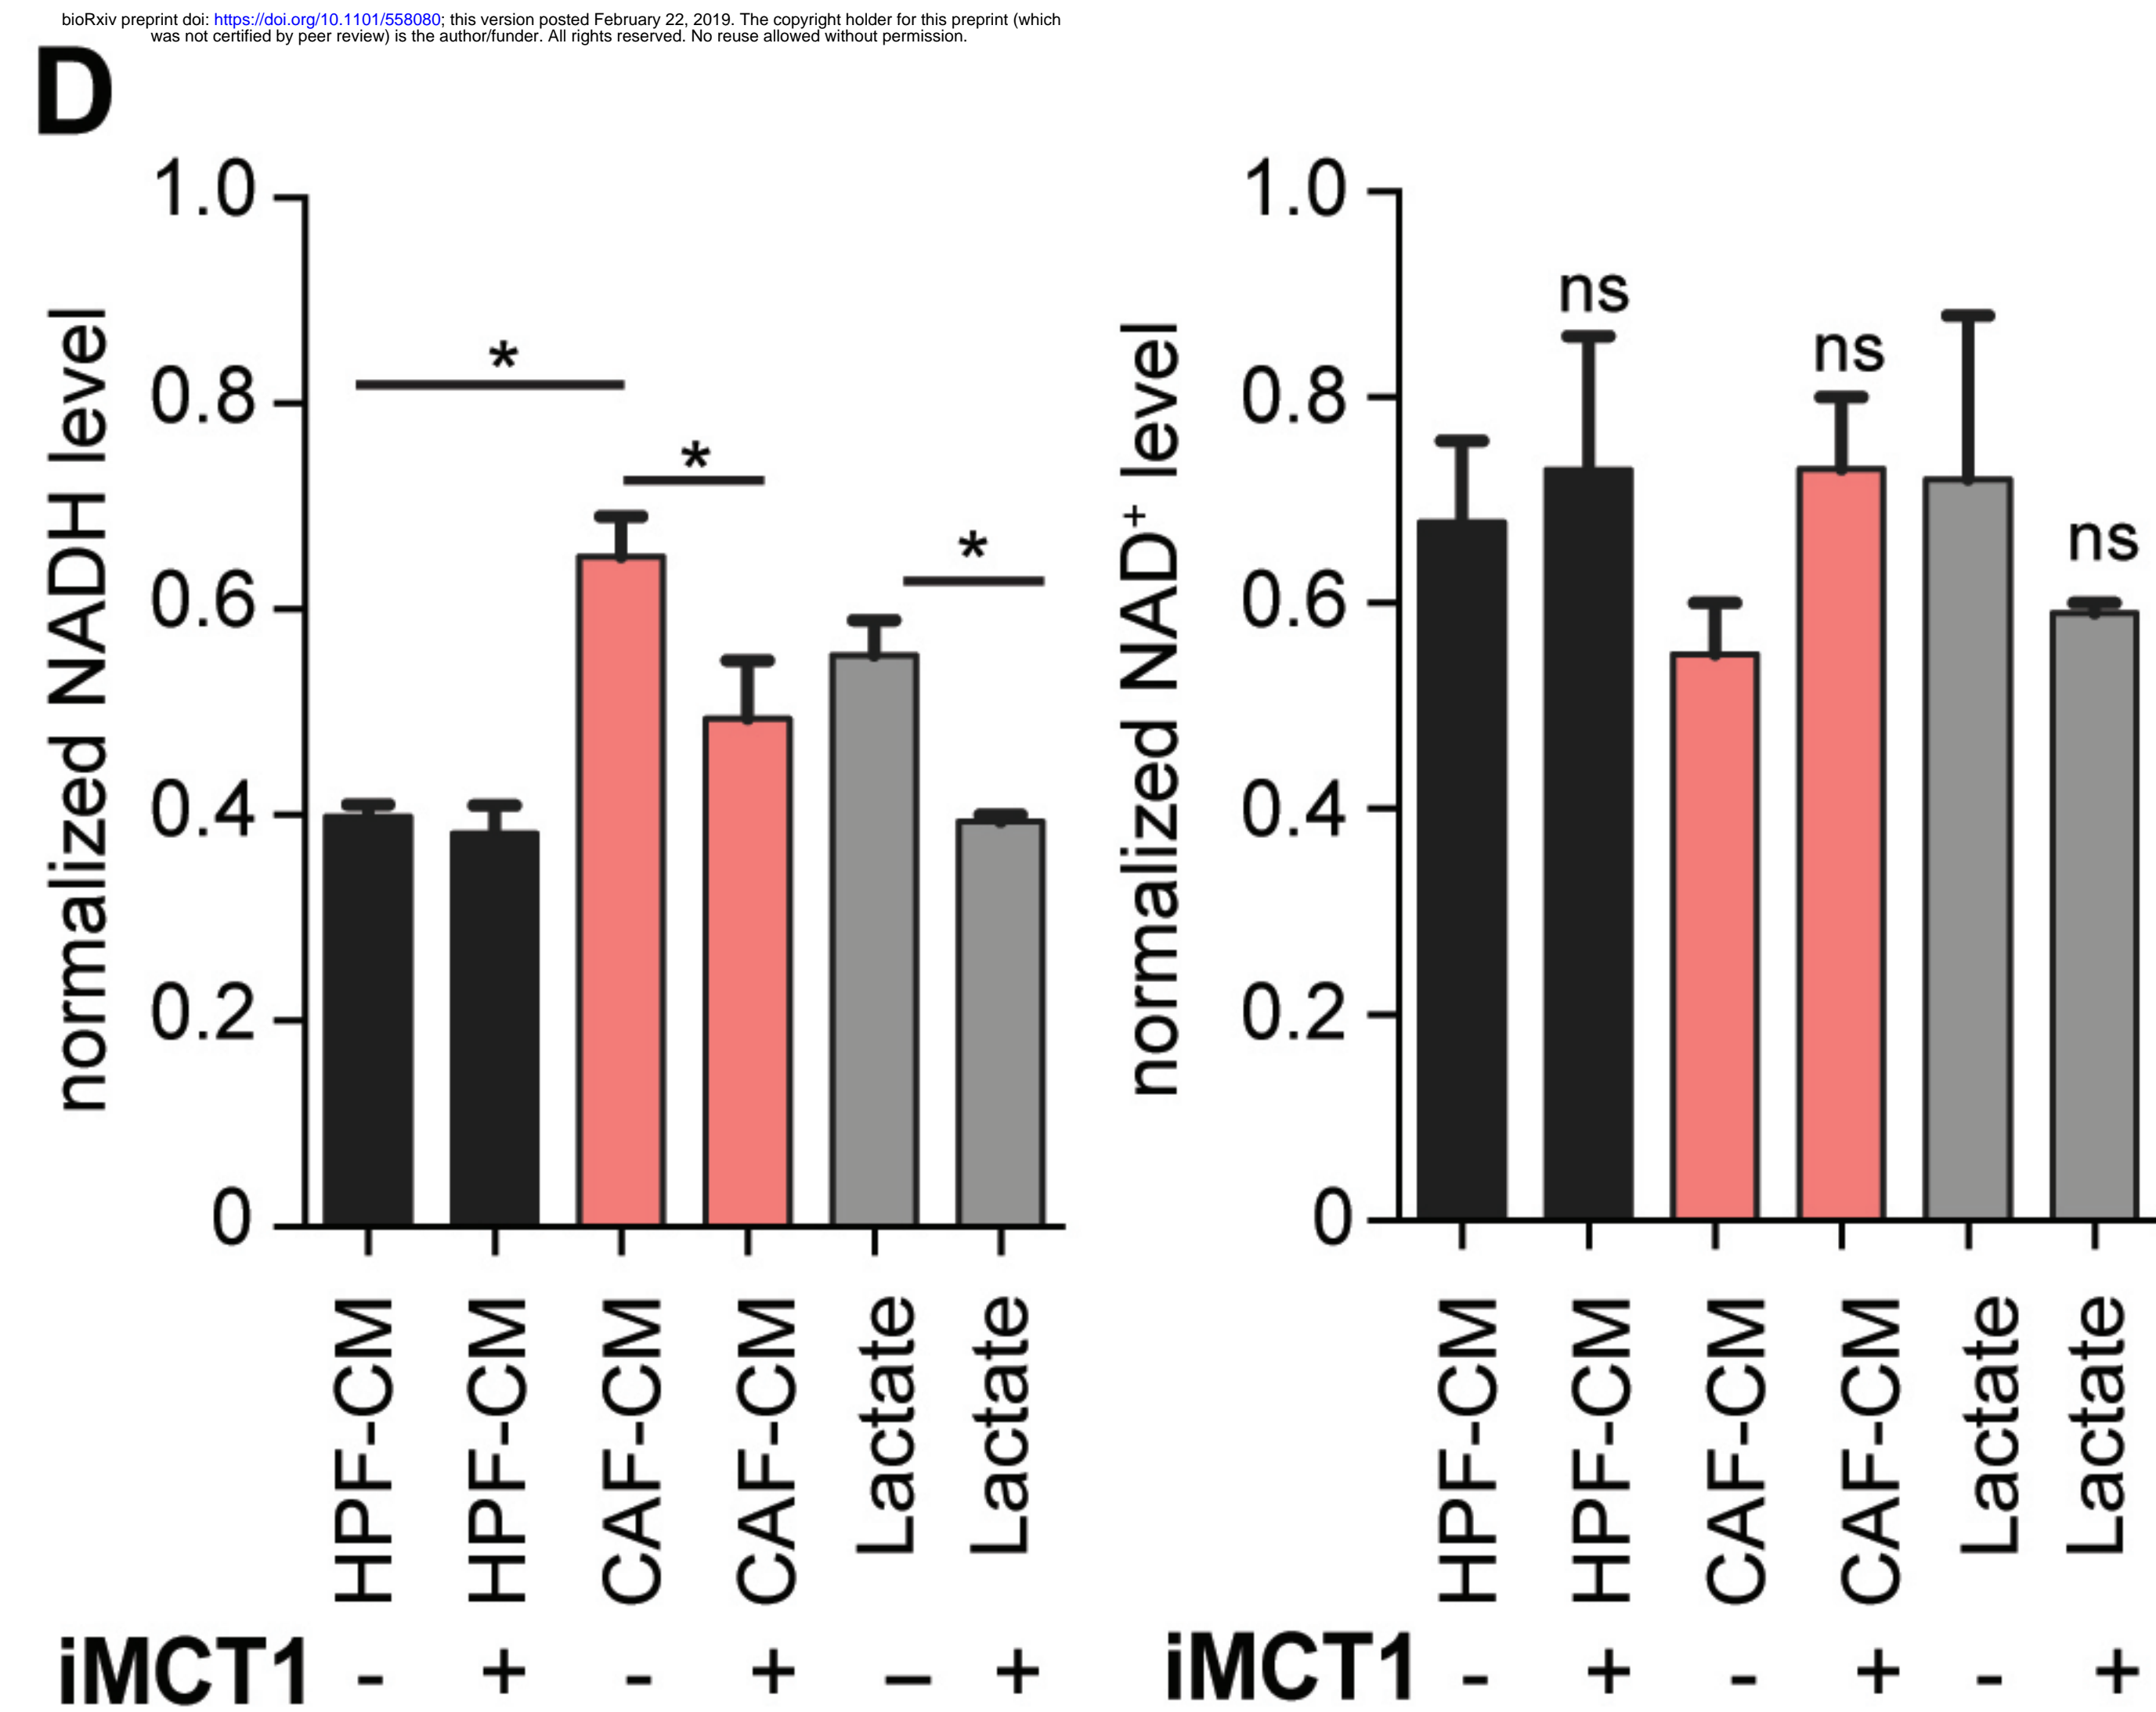 bioRxiv preprint doi: https://doi.org/10.1101/558080; this version posted February 22, 2019. The copyright holder for this preprint (which
was not certified by peer review) is the author/funder. All rights reserved. No reuse allowed without permission.
D
normalized NADH level
1.0
0.8
0.6
0.4
0.2
0
*
*
*
HPF-CM
HPF-CM
CAF-CM
CAF-CM
Lactate
Lactate
iMCT1 - + - + – +
normalized NAD⁺ level
1.0
0.8
0.6
0.4
0.2
0
ns
ns
ns
HPF-CM
HPF-CM
CAF-CM
CAF-CM
Lactate
Lactate
iMCT1 - + - + - +